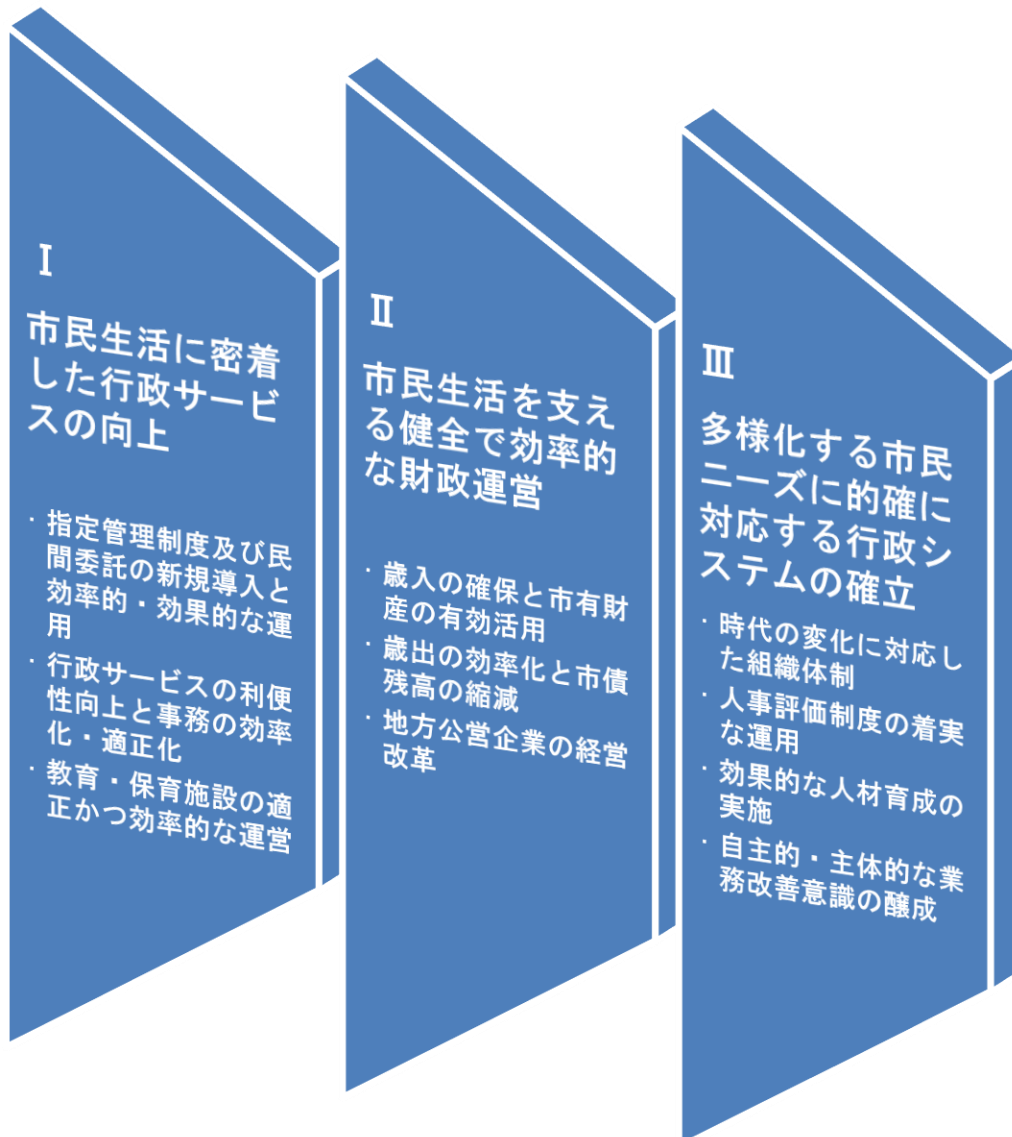 Ⅰ
市民生活に密着
した行政サービ
スの向上
・指定管理制度及び民
間委託の新規導入と
効率的・効果的な運
用
・行政サービスの利便
性向上と事務の効率
化・適正化
・教育・保育施設の適
正かつ効率的な運営
Ⅱ
市民生活を支え
る健全で効率的
な財政運営
・歳入の確保と市有財
産の有効活用
・歳出の効率化と市債
残高の縮減
・地方公営企業の経営
改革
Ⅲ
多様化する市民
ニーズに的確に
対応する行政シ
ステムの確立
・時代の変化に対応し
た組織体制
・人事評価制度の着実
な運用
・効果的な人材育成の
実施
・自主的・主体的な業
務改善意識の醸成